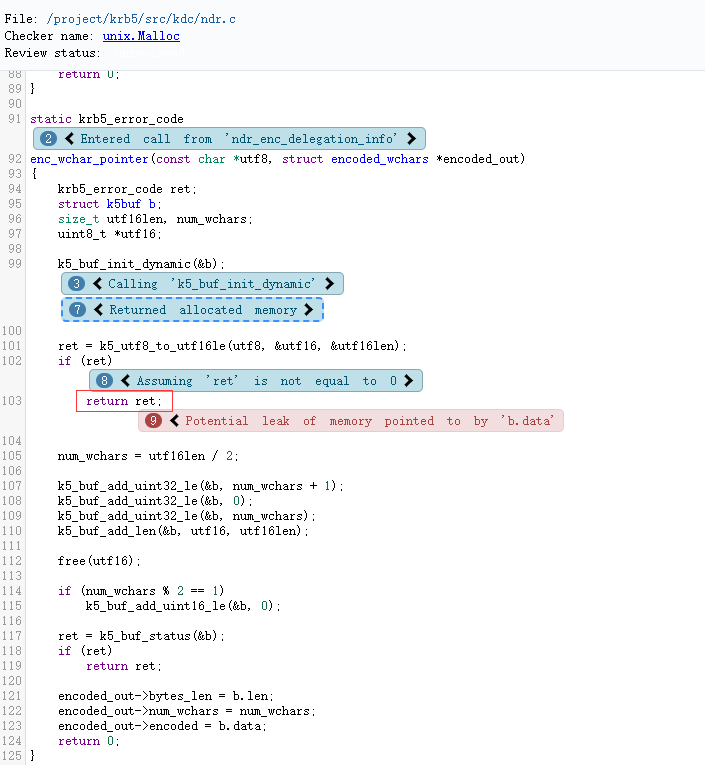 File: /project/krb5/src/kdc/ndr.c
Checker name: unix.Malloc
Review status:
88 return 0;
89 }
90
91 static krb5_error_code
2 Entered call from 'ndr_enc_delegation_info'
92 enc_wchar_pointer(const char *utf8, struct encoded_wchars *encoded_out)
93 {
94 krb5_error_code ret;
95 struct k5buf b;
96 size_t utf16len, num_wchars;
97 uint8_t *utf16;
98
99 k5_buf_init_dynamic(&b);
3 Calling 'k5_buf_init_dynamic'
7 Returned allocated memory
100
101 ret = k5_utf8_to_utf16le(utf8, &utf16, &utf16len);
102 if (ret)
8 Assuming 'ret' is not equal to 0
103 return ret;
9 Potential leak of memory pointed to by 'b.data'
104
105 num_wchars = utf16len / 2;
106
107 k5_buf_add_uint32_le(&b, num_wchars + 1);
108 k5_buf_add_uint32_le(&b, 0);
109 k5_buf_add_uint32_le(&b, num_wchars);
110 k5_buf_add_len(&b, utf16, utf16len);
111
112 free(utf16);
113
114 if (num_wchars % 2 == 1)
115 k5_buf_add_uint16_le(&b, 0);
116
117 ret = k5_buf_status(&b);
118 if (ret)
119 return ret;
120
121 encoded_out->bytes_len = b.len;
122 encoded_out->num_wchars = num_wchars;
123 encoded_out->encoded = b.data;
124 return 0;
125 }